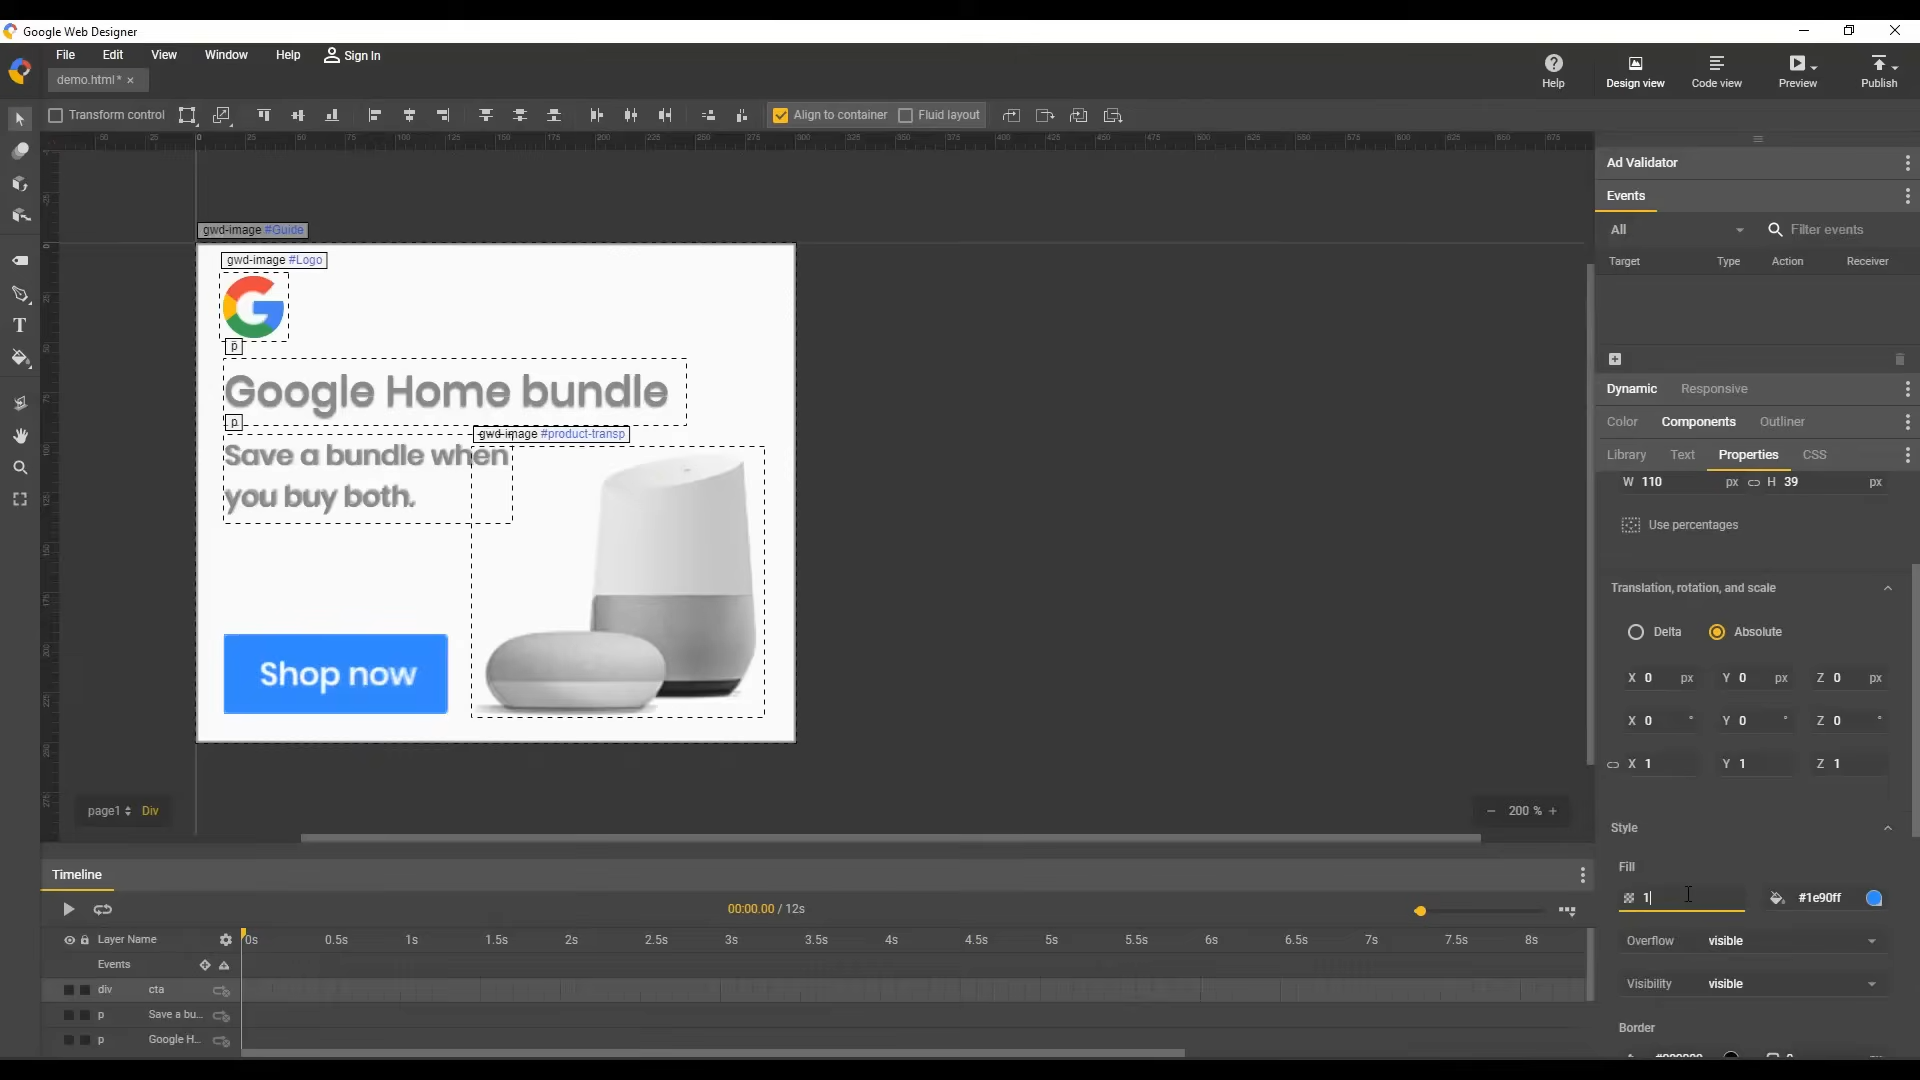 Google Web Designer
File Edit View Window Help Sign In
demo.html* ×
Help Design view Code view Preview Publish
Transform control Align to container Fluid layout
gwd-image #Guide
gwd-image #Logo
p
Google Home bundle
p
gwd-image #product-transp
Save a bundle when
you buy both.
Shop now
page1 Div
− 200 % +
Ad Validator
Events
All Filter events
Target Type Action Receiver
Dynamic Responsive
Color Components Outliner
Library Text Properties CSS
W 110 px H 39 px
Use percentages
Translation, rotation, and scale
Delta Absolute
X 0 px Y 0 px Z 0 px
X 0 ° Y 0 ° Z 0 °
X 1 Y 1 Z 1
Style
Fill
1 #1e90ff
Overflow visible
Visibility visible
Border
Timeline
00:00.00 / 12s
Layer Name 0s 0.5s 1s 1.5s 2s 2.5s 3s 3.5s 4s 4.5s 5s 5.5s 6s 6.5s 7s 7.5s 8s
Events
div cta
p Save a bu...
p Google H...